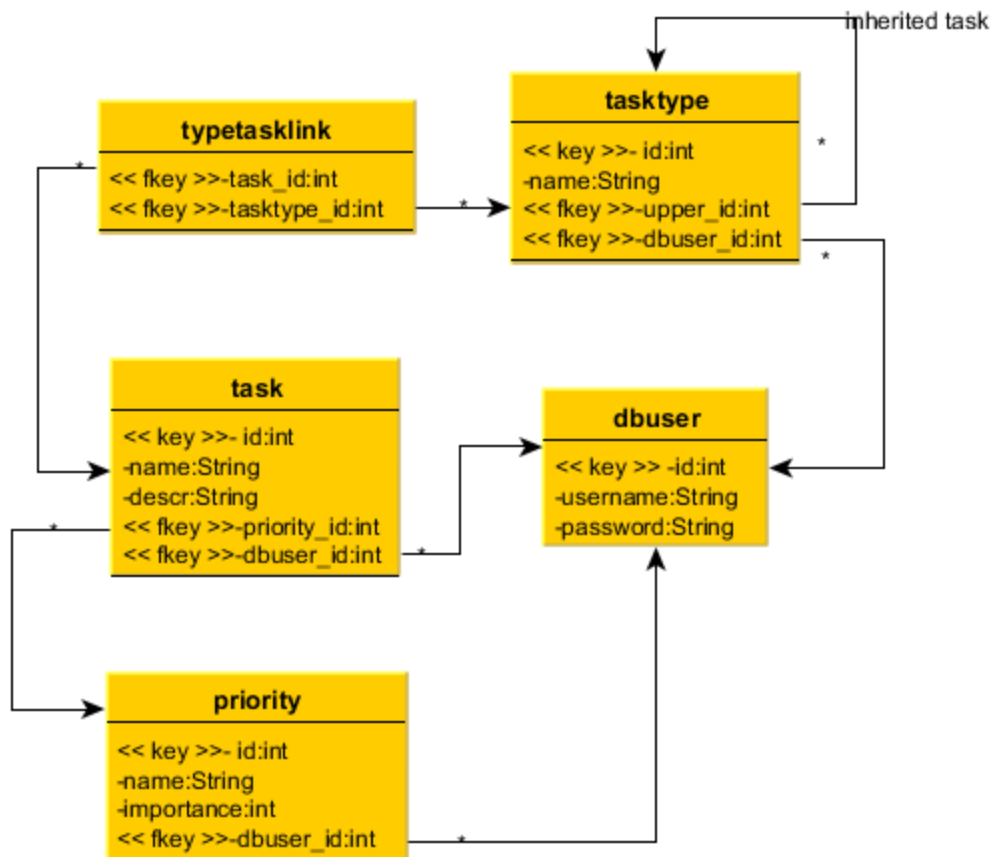 inherited task
tasktype
<< key >>- id:int
-name:String
<< fkey >>-upper_id:int
<< fkey >>-dbuser_id:int
*
*
typetasklink
<< fkey >>-task_id:int
<< fkey >>-tasktype_id:int
*
*
task
<< key >>- id:int
-name:String
-descr:String
<< fkey >>-priority_id:int
<< fkey >>-dbuser_id:int
*
*
dbuser
<< key >> -id:int
-username:String
-password:String
priority
<< key >>- id:int
-name:String
-importance:int
<< fkey >>-dbuser_id:int
*